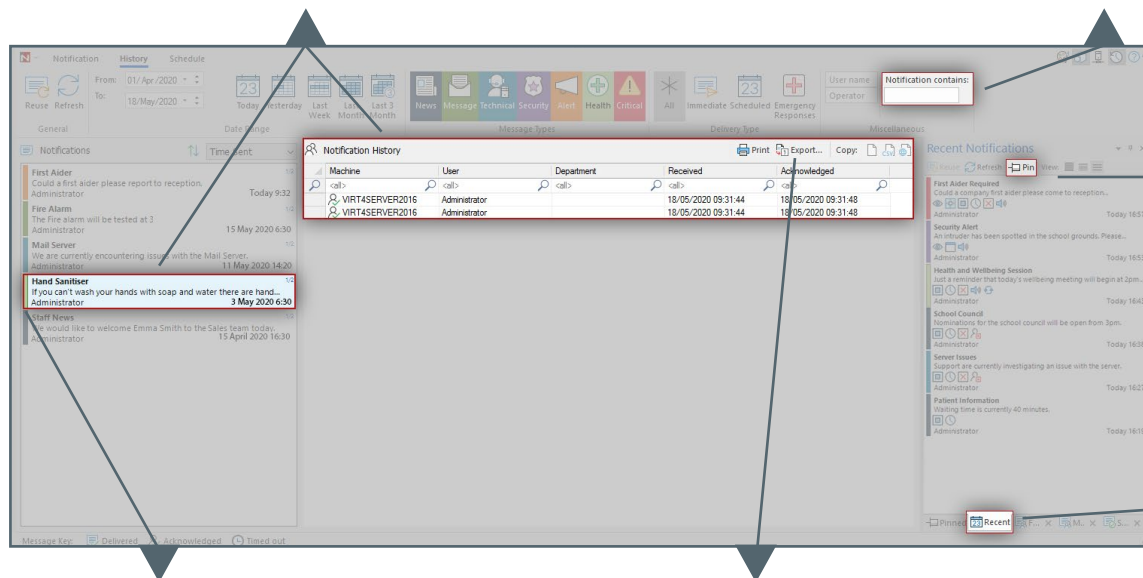 Notification History Schedule
Reuse Refresh
From: 01/Apr/2020
To: 18/May/2020
General
23
Today Yesterday Last Week Last Month Last 3 Month
Date Range
News Message Technical Security Alert Health Critical
Message Types
All Immediate Scheduled Emergency Responses
23
Delivery Type
User name
Operator
Notification contains:
Miscellaneous
Notifications Time Sent
First Aider 1/2
Could a first aider please report to reception.
Administrator Today 9:32
Fire Alarm 1/2
The Fire alarm will be tested at 3
Administrator 15 May 2020 6:30
Mail Server 1/2
We are currently encountering issues with the Mail Server.
Administrator 11 May 2020 14:20
Hand Sanitiser 1/2
If you can't wash your hands with soap and water there are hand...
Administrator 3 May 2020 6:30
Staff News
We would like to welcome Emma Smith to the Sales team today.
Administrator 15 April 2020 16:30
Notification History Print Export... Copy:
Machine User Department Received Acknowledged
<all> <all> <all> <all> <all>
VIRT4SERVER2016 Administrator 18/05/2020 09:31:44 18/05/2020 09:31:48
VIRT4SERVER2016 Administrator 18/05/2020 09:31:44 18/05/2020 09:31:48
Recent Notifications
Reuse Refresh Pin View
First Aider Required
Could a company first aider please come to reception...
Administrator
Security Alert
An intruder has been spotted in the school grounds. Please...
Administrator
Health and Wellbeing Session
Just a reminder that today's wellbeing meeting will begin at 2pm...
Administrator
School Council
Nominations for the school council will be open from 3pm.
Administrator
Server Issues
Support are currently investigating an issue with the server.
Administrator
Patient Information
Waiting time is currently 40 minutes.
Administrator
Pinned 23 Recent F... M... S...
Message Key: Delivered Acknowledged Timed out